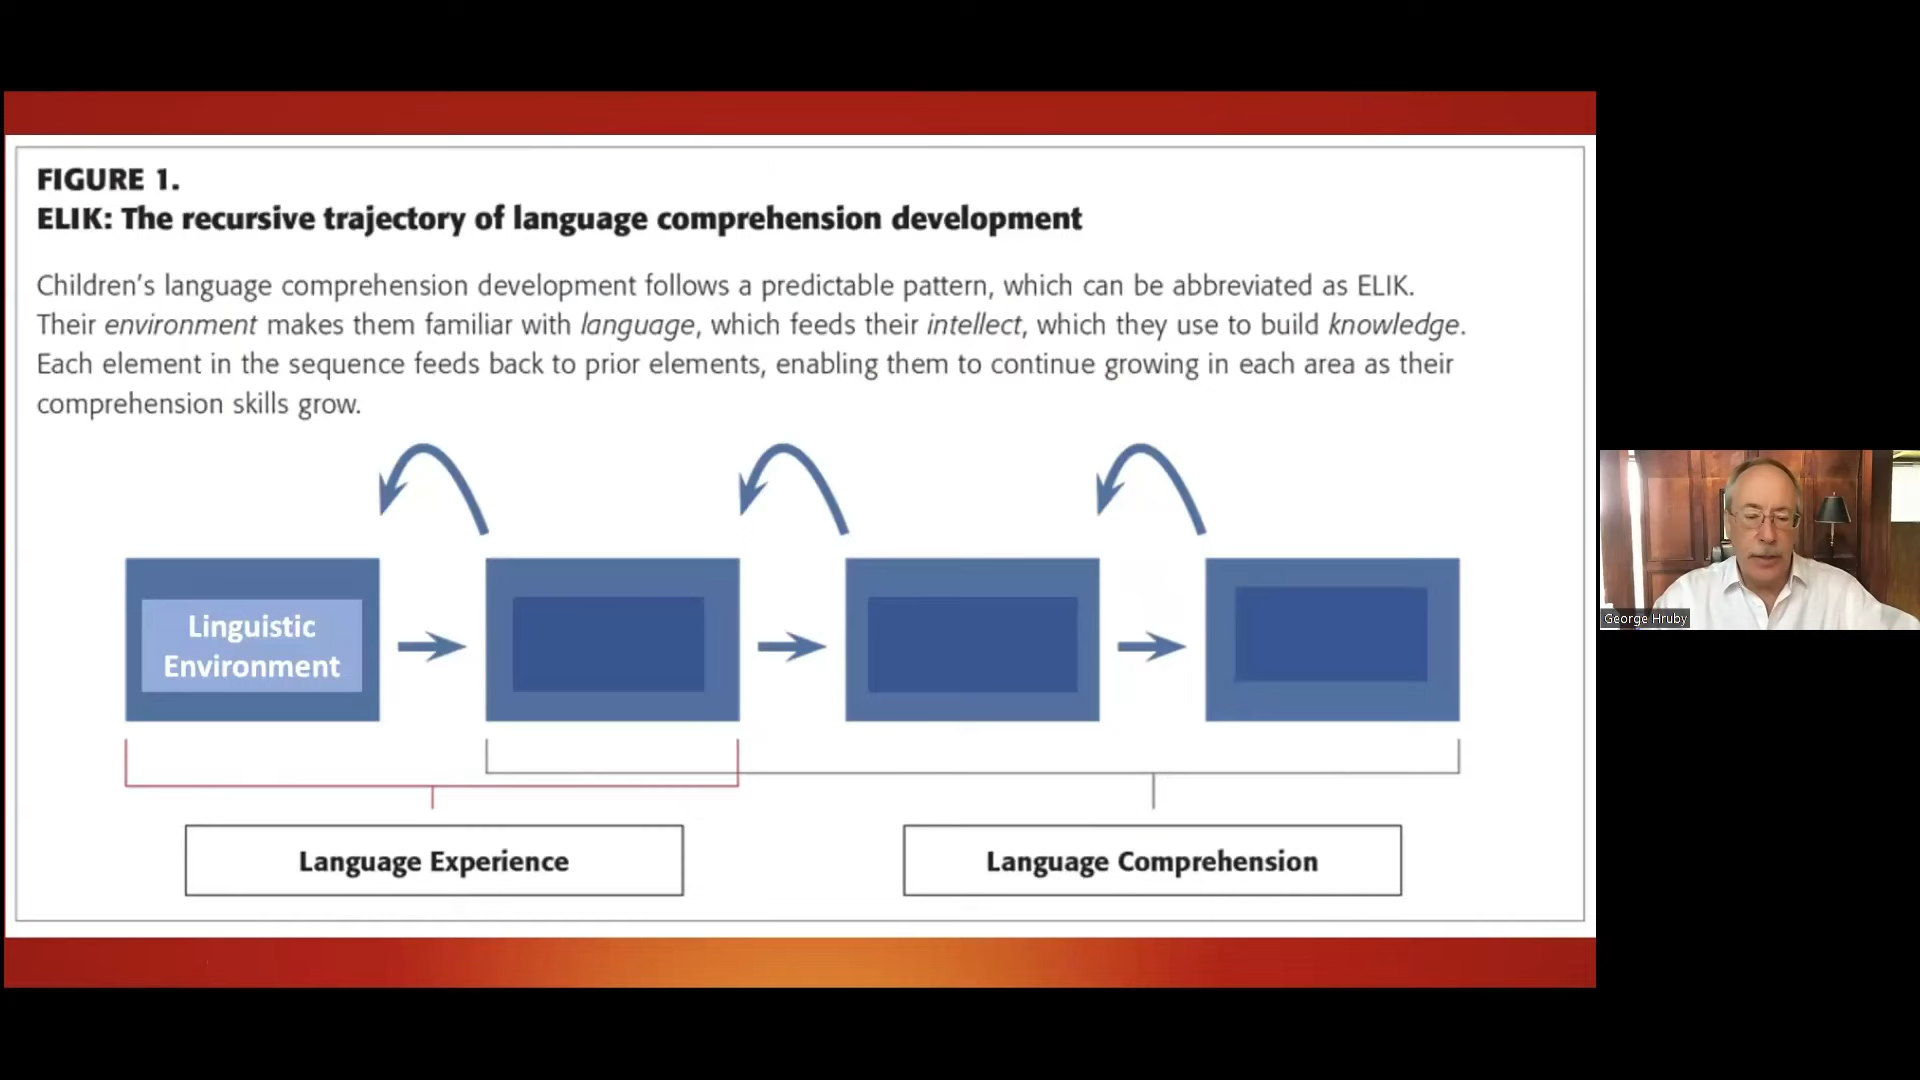 FIGURE 1.
ELIK: The recursive trajectory of language comprehension development
Children's language comprehension development follows a predictable pattern, which can be abbreviated as ELIK.
Their environment makes them familiar with language, which feeds their intellect, which they use to build knowledge.
Each element in the sequence feeds back to prior elements, enabling them to continue growing in each area as their
comprehension skills grow.
Linguistic
Environment
Language Experience
Language Comprehension
George Hruby